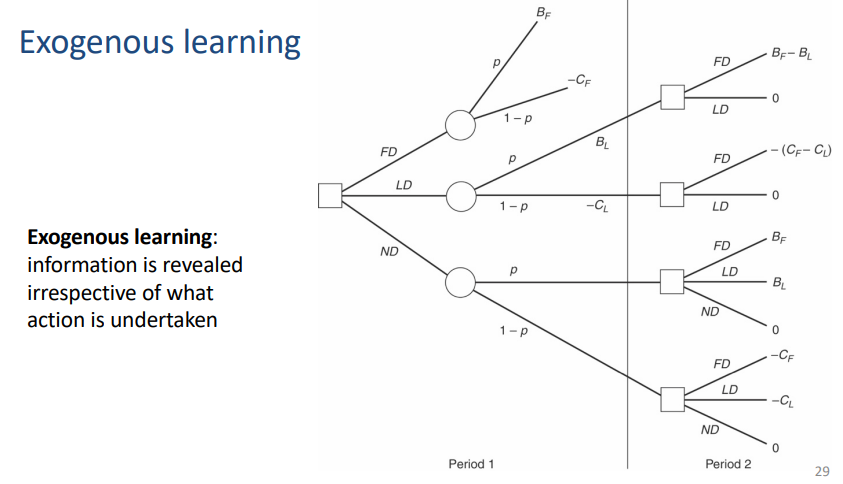 Exogenous learning
Exogenous learning:
information is revealed
irrespective of what
action is undertaken
B_F
p
–C_F
1 – p
FD
LD
ND
p
B_L
1 – p
–C_L
p
1 – p
FD
B_F – B_L
LD
0
FD
– (C_F – C_L)
LD
0
FD
B_F
LD
B_L
ND
0
FD
–C_F
LD
–C_L
ND
0
Period 1
Period 2
29